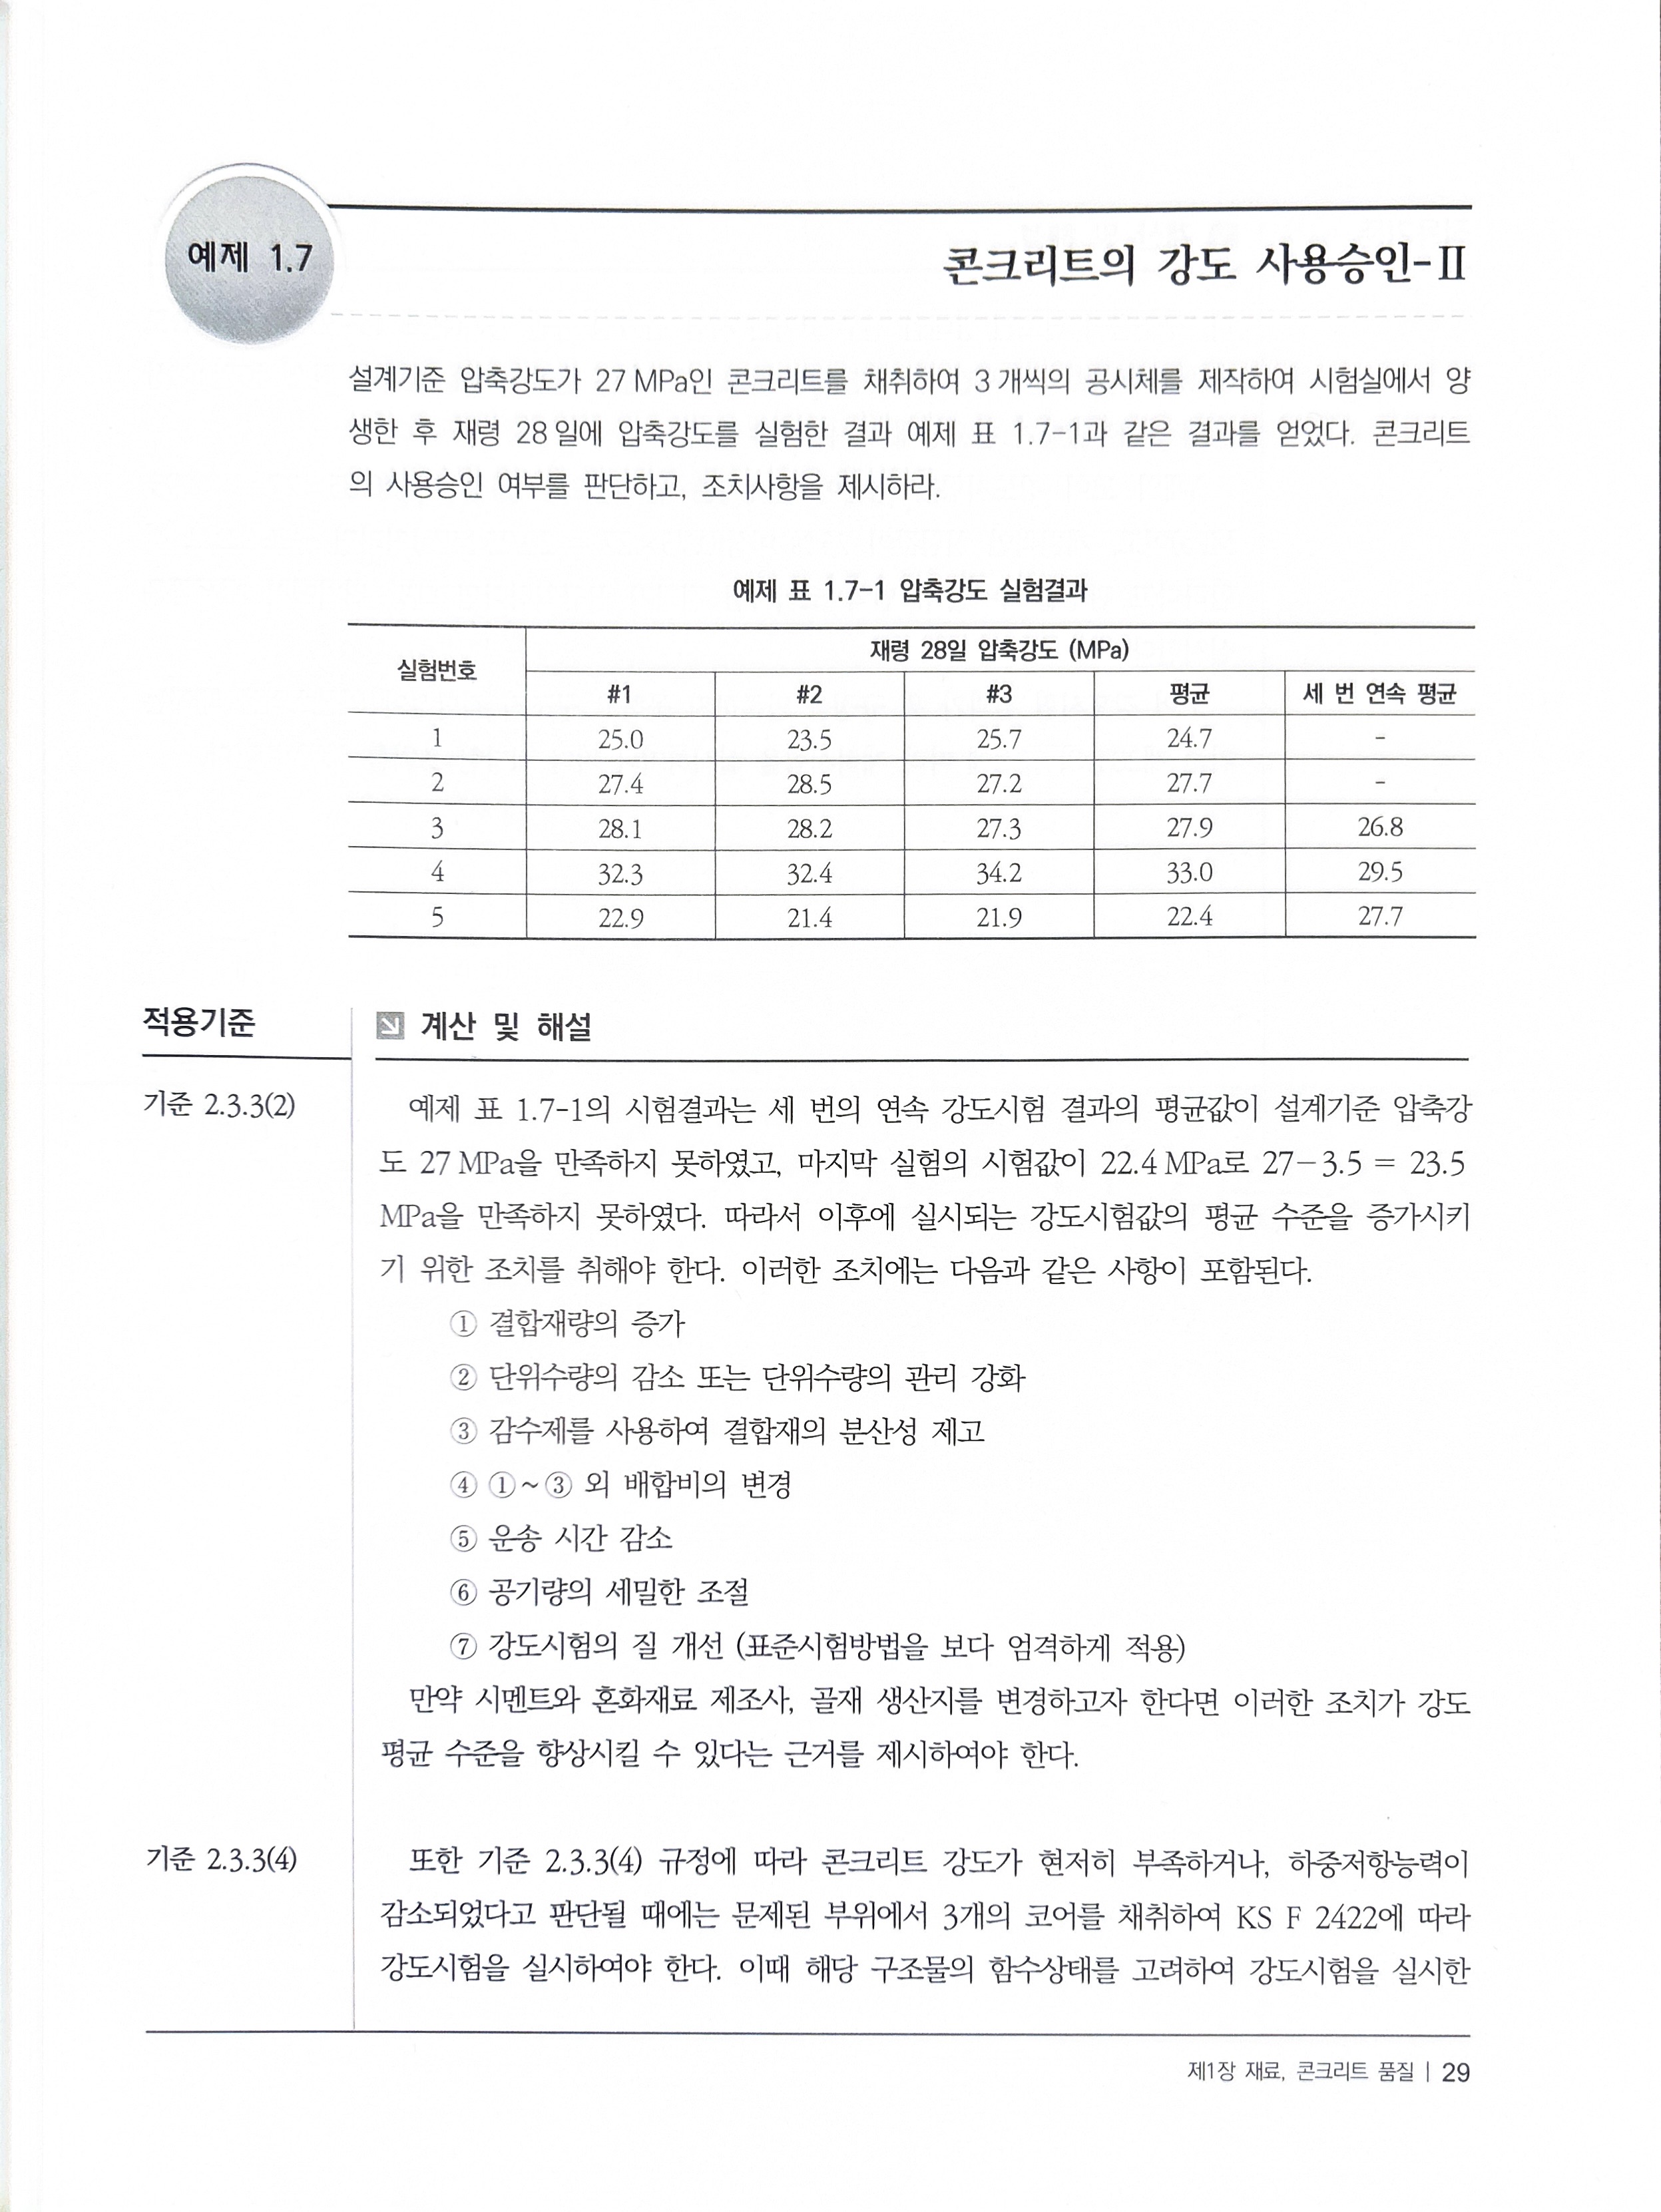 예제 1.7
콘크리트의 강도 사용승인-Ⅱ
설계기준 압축강도가 27 MPa인 콘크리트를 채취하여 3개씩의 공시체를 제작하여 시험실에서 양
생한 후 재령 28일에 압축강도를 실험한 결과 예제 표 1.7-1과 같은 결과를 얻었다. 콘크리트
의 사용승인 여부를 판단하고, 조치사항을 제시하라.
예제 표 1.7-1 압축강도 실험결과
실험번호 재령 28일 압축강도 (MPa)
#1 #2 #3 평균 세 번 연속 평균
1 25.0 23.5 25.7 24.7 -
2 27.4 28.5 27.2 27.7 -
3 28.1 28.2 27.3 27.9 26.8
4 32.3 32.4 34.2 33.0 29.5
5 22.9 21.4 21.9 22.4 27.7
적용기준 계산 및 해설
기준 2.3.3(2) 예제 표 1.7-1의 시험결과는 세 번의 연속 강도시험 결과의 평균값이 설계기준 압축강
도 27 MPa을 만족하지 못하였고, 마지막 실험의 시험값이 22.4 MPa로 27-3.5 = 23.5
MPa을 만족하지 못하였다. 따라서 이후에 실시되는 강도시험값의 평균 수준을 증가시키
기 위한 조치를 취해야 한다. 이러한 조치에는 다음과 같은 사항이 포함된다.
① 결합재량의 증가
② 단위수량의 감소 또는 단위수량의 관리 강화
③ 감수제를 사용하여 결합재의 분산성 제고
④ ①~③ 외 배합비의 변경
⑤ 운송 시간 감소
⑥ 공기량의 세밀한 조절
⑦ 강도시험의 질 개선 (표준시험방법을 보다 엄격하게 적용)
만약 시멘트와 혼화재료 제조사, 골재 생산지를 변경하고자 한다면 이러한 조치가 강도
평균 수준을 향상시킬 수 있다는 근거를 제시하여야 한다.
기준 2.3.3(4) 또한 기준 2.3.3(4) 규정에 따라 콘크리트 강도가 현저히 부족하거나, 하중저항능력이
감소되었다고 판단될 때에는 문제된 부위에서 3개의 코어를 채취하여 KS F 2422에 따라
강도시험을 실시하여야 한다. 이때 해당 구조물의 함수상태를 고려하여 강도시험을 실시한
제1장 재료, 콘크리트 품질 | 29